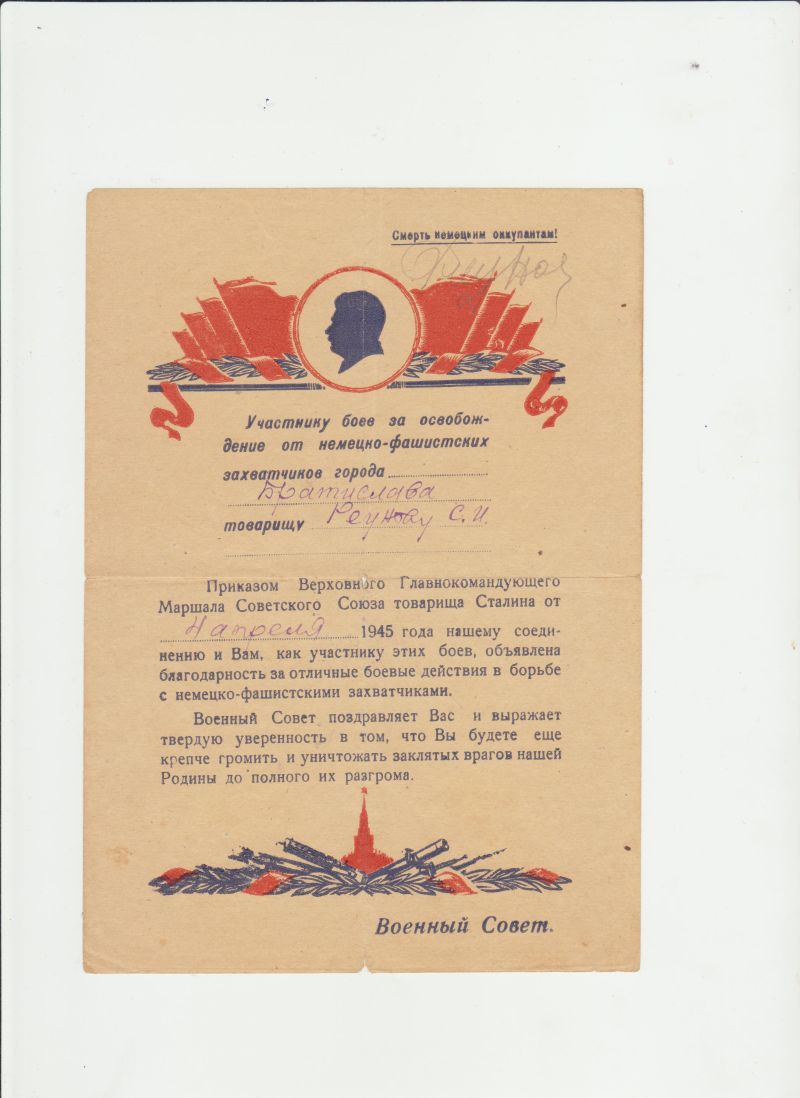 Смерть немецким оккупантам!
Участнику боев за освобож-
дение от немецко-фашистских
захватчиков города
Братислава
товарищу Реунову С. И.
Приказом Верховного Главнокомандующего
Маршала Советского Союза товарища Сталина от
4 апреля 1945 года нашему соеди-
нению и Вам, как участнику этих боев, объявлена
благодарность за отличные боевые действия в борьбе
с немецко-фашистскими захватчиками.
Военный Совет поздравляет Вас и выражает
твердую уверенность в том, что Вы будете еще
крепче громить и уничтожать заклятых врагов нашей
Родины до полного их разгрома.
Военный Совет.